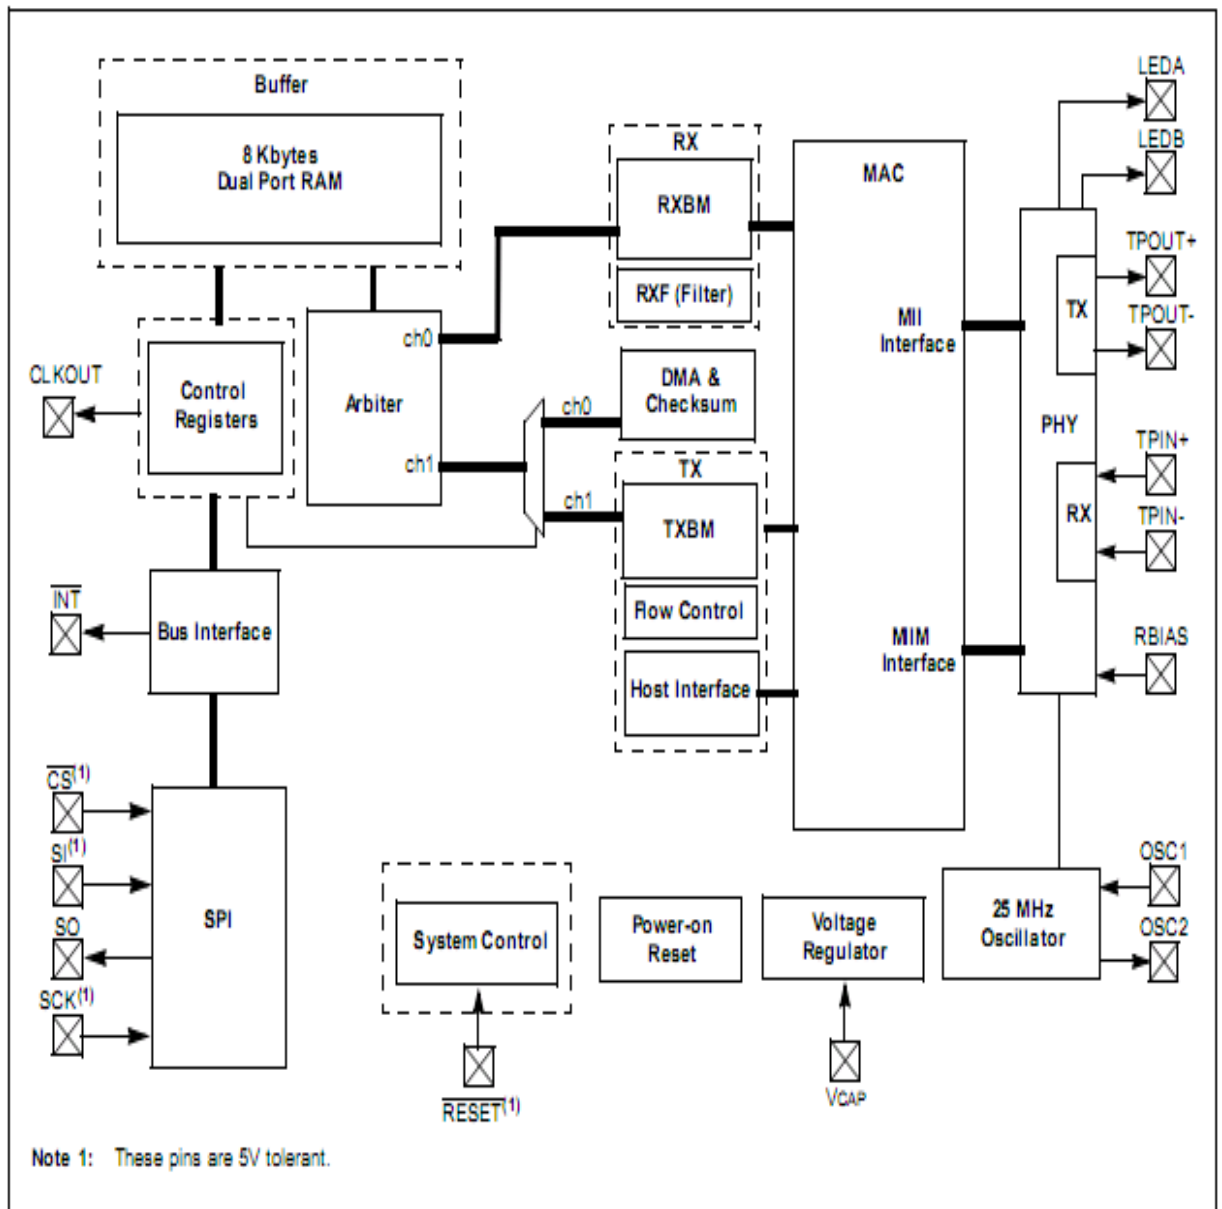 LEDA
Buffer
LEDB
8 Kbytes
Dual Port RAM
RX
RXBM
MAC
TPOUT+
RXF (Filter)
TX
TPOUT-
ch0
MII
Interface
CLKOUT
Control
Registers
Arbiter
DMA &
Checksum
ch0
PHY
TPIN+
ch1
TX
ch1
TXBM
RX
TPIN-
INT
Bus Interface
Flow Control
MIM
Interface
RBIAS
Host Interface
CS(1)
SI(1)
SPI
SO
SCK(1)
System Control
Power-on
Reset
Voltage
Regulator
25 MHz
Oscillator
OSC1
OSC2
RESET(1)
VCAP
Note 1: These pins are 5V tolerant.